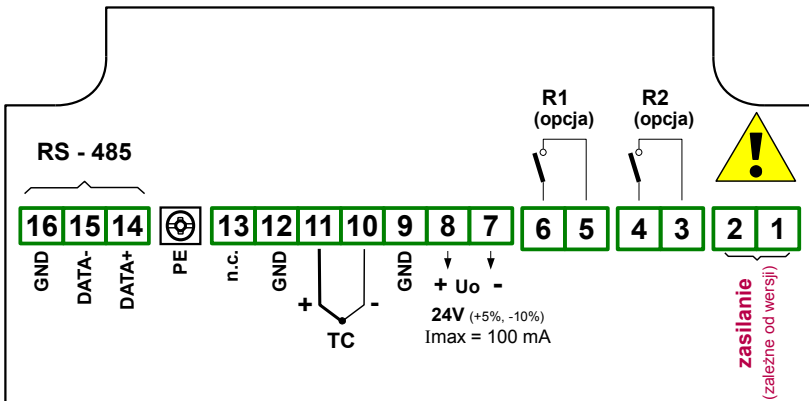 R1
(opcja)
R2
(opcja)
!
RS - 485
16 15 14 13 12 11 10 9 8 7 6 5 4 3 2 1
GND
DATA-
DATA+
PE
n.c.
GND
+ -
TC
GND
+ Uo -
24V (+5%, -10%)
Imax = 100 mA
zasilanie
(zależne od wersji)